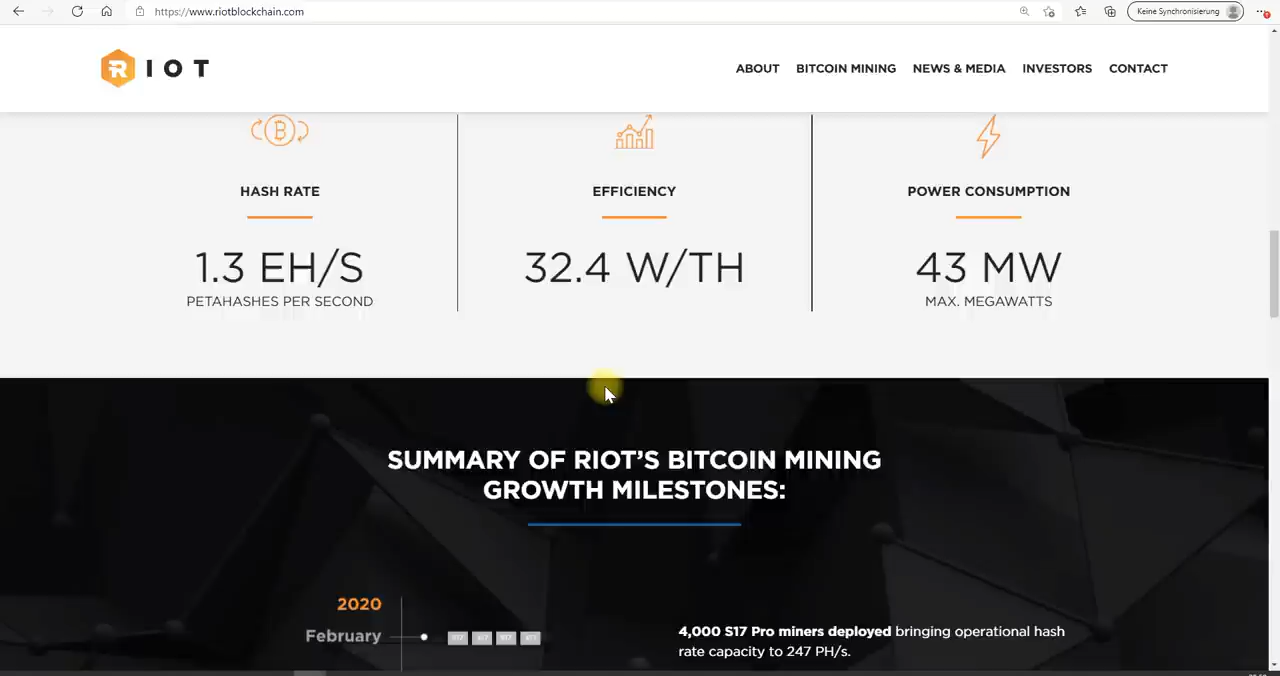 https://www.riotblockchain.com
Keine Synchronisierung
R IOT
ABOUT BITCOIN MINING NEWS & MEDIA INVESTORS CONTACT
HASH RATE EFFICIENCY POWER CONSUMPTION
1.3 EH/S 32.4 W/TH 43 MW
PETAHASHES PER SECOND MAX. MEGAWATTS
SUMMARY OF RIOT'S BITCOIN MINING
GROWTH MILESTONES:
2020
February
4,000 S17 Pro miners deployed bringing operational hash
rate capacity to 247 PH/s.